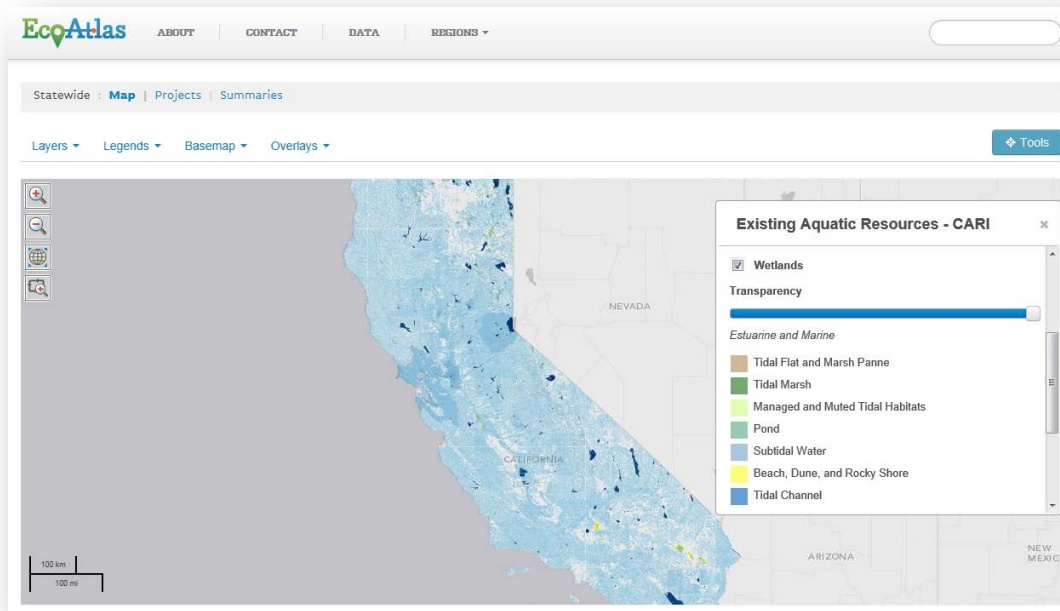 EcoAtlas
ABOUT CONTACT DATA REGIONS
Statewide : Map | Projects | Summaries
Layers Legends Basemap Overlays
Tools
Existing Aquatic Resources - CARI ×
Wetlands
Transparency
Estuarine and Marine
Tidal Flat and Marsh Panne
Tidal Marsh
Managed and Muted Tidal Habitats
Pond
Subtidal Water
Beach, Dune, and Rocky Shore
Tidal Channel
NEVADA
CALIFORNIA
ARIZONA
NEW
MEXIC
100 km
100 mi